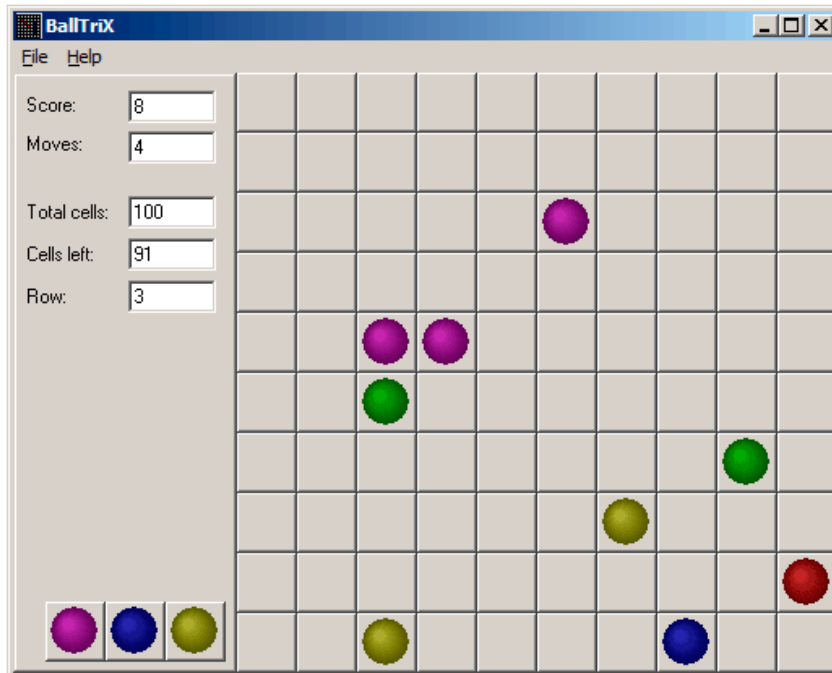 BallTriX
File Help
Score: 8
Moves: 4
Total cells: 100
Cells left: 91
Row: 3